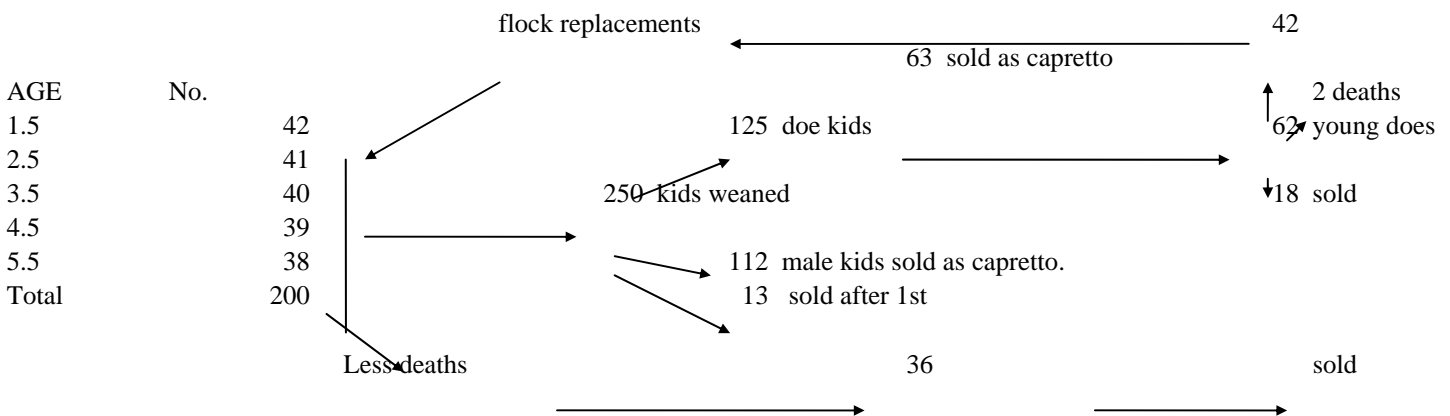 flock replacements 42
63 sold as capretto
AGE No. 2 deaths
1.5 42 125 doe kids 62 young does
2.5 41
3.5 40 250 kids weaned 18 sold
4.5 39
5.5 38 112 male kids sold as capretto.
Total 200 13 sold after 1st
Less deaths 36 sold